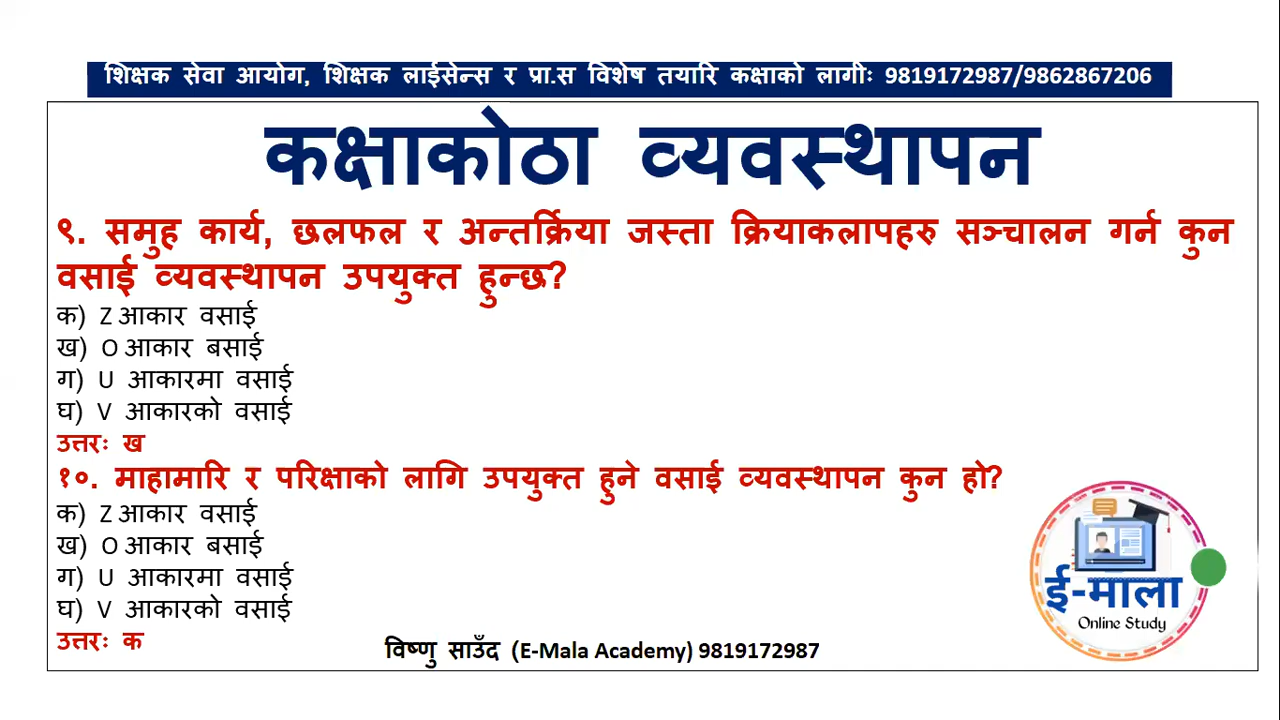 शिक्षक सेवा आयोग, शिक्षक लाईसेन्स र प्रा.स विशेष तयारि कक्षाको लागीः 9819172987/9862867206
कक्षाकोठा व्यवस्थापन
९. समुह कार्य, छलफल र अन्तर्क्रिया जस्ता क्रियाकलापहरु सञ्चालन गर्न कुन
वसाई व्यवस्थापन उपयुक्त हुन्छ?
क) Z आकार वसाई
ख) O आकार बसाई
ग) U आकारमा वसाई
घ) V आकारको वसाई
उत्तरः ख
१०. माहामारि र परिक्षाको लागि उपयुक्त हुने वसाई व्यवस्थापन कुन हो?
क) Z आकार वसाई
ख) O आकार बसाई
ग) U आकारमा वसाई
घ) V आकारको वसाई
उत्तरः क
विष्णु साउँद (E-Mala Academy) 9819172987
ई-माला
Online Study